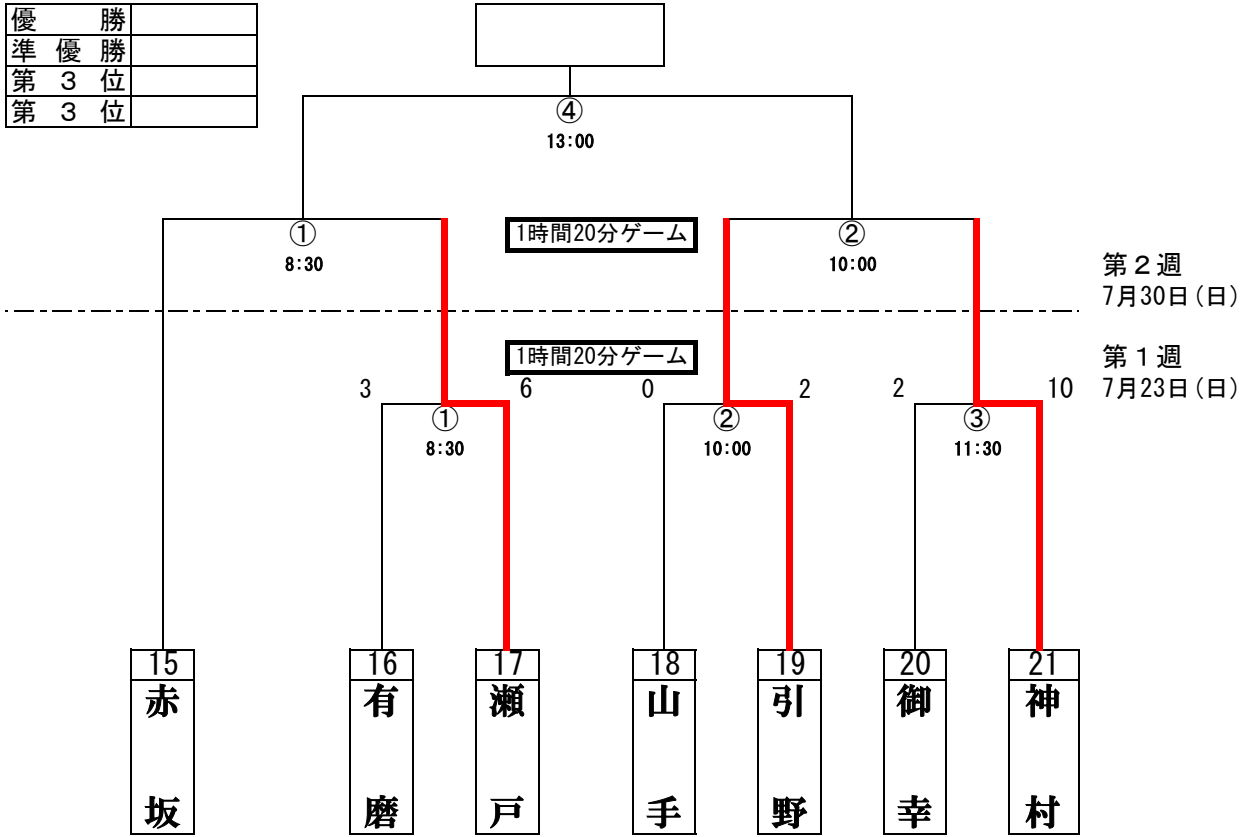 優勝
準優勝
第３位
第３位
④
13:00
①
8:30
1時間20分ゲーム
②
10:00
第２週
7月30日(日)
1時間20分ゲーム
第１週
7月23日(日)
3
6
0
2
2
10
①
8:30
②
10:00
③
11:30
15
16
17
18
19
20
21
赤坂
有磨
瀬戸
山手
引野
御幸
神村